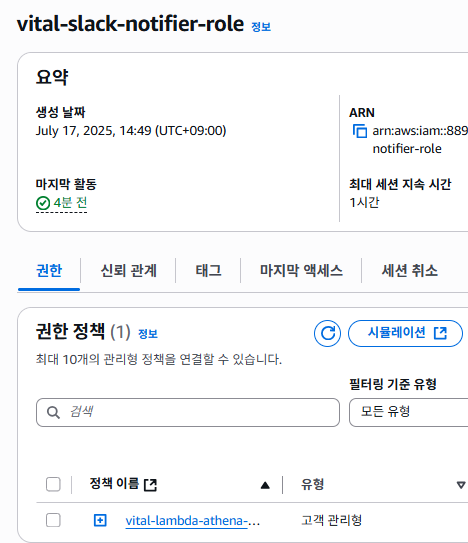 vital-slack-notifier-role 정보
요약
생성 날짜
July 17, 2025, 14:49 (UTC+09:00)
ARN
arn:aws:iam::889
notifier-role
마지막 활동
4분 전
최대 세션 지속 시간
1시간
권한 신뢰 관계 태그 마지막 액세스 세션 취소
권한 정책 (1) 정보
시뮬레이션
최대 10개의 관리형 정책을 연결할 수 있습니다.
필터링 기준 유형
검색
모든 유형
정책 이름 유형
vital-lambda-athena-... 고객 관리형